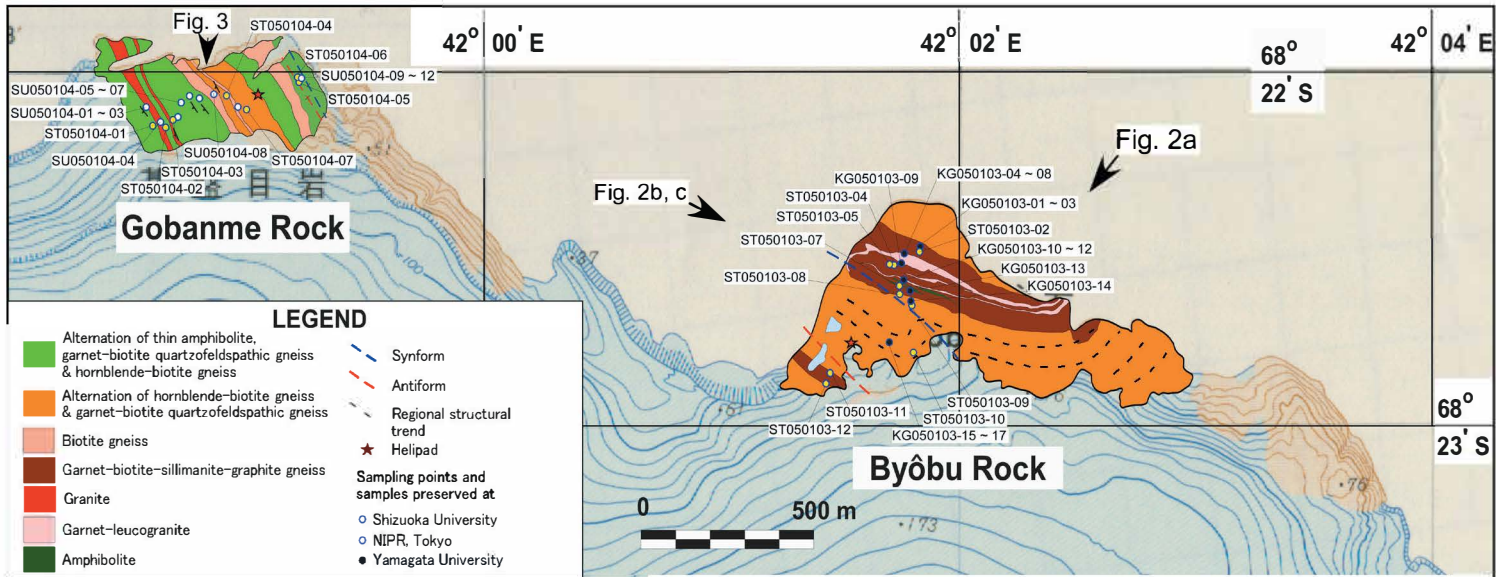 Fig. 3
ST050104-04
ST050104-06
SU050104-09 ~ 12
ST050104-05
SU050104-05 ~ 07
SU050104-01 ~ 03
ST050104-01
SU050104-04
SU050104-08
ST050104-07
ST050104-03
ST050104-02
目岩
Gobanme Rock
42° 00' E
42° 02' E
42° 04' E
68°
22' S
68°
23' S
Fig. 2a
Fig. 2b, c
KG050103-09
KG050103-04 ~ 08
ST050103-04
KG050103-01 ~ 03
ST050103-05
ST050103-02
ST050103-07
KG050103-10 ~ 12
ST050103-08
KG050103-13
KG050103-14
ST050103-09
ST050103-11
ST050103-10
ST050103-12
KG050103-15 ~ 17
Byôbu Rock
0 500 m
100
·37
·51
·76
·173
LEGEND
Alternation of thin amphibolite,
garnet-biotite quartzofeldspathic gneiss
& hornblende-biotite gneiss
Alternation of hornblende-biotite gneiss
& garnet-biotite quartzofeldspathic gneiss
Biotite gneiss
Garnet-biotite-sillimanite-graphite gneiss
Granite
Garnet-leucogranite
Amphibolite
Synform
Antiform
Regional structural
trend
Helipad
Sampling points and
samples preserved at
Shizuoka University
NIPR, Tokyo
Yamagata University